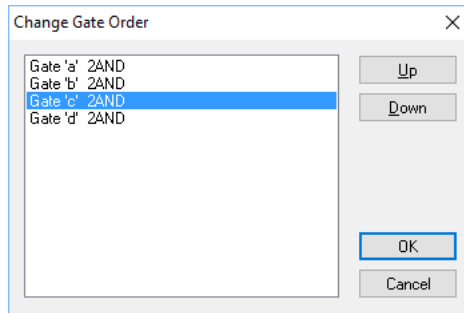 Change Gate Order
Gate 'a' 2AND
Gate 'b' 2AND
Gate 'c' 2AND
Gate 'd' 2AND
Up
Down
OK
Cancel